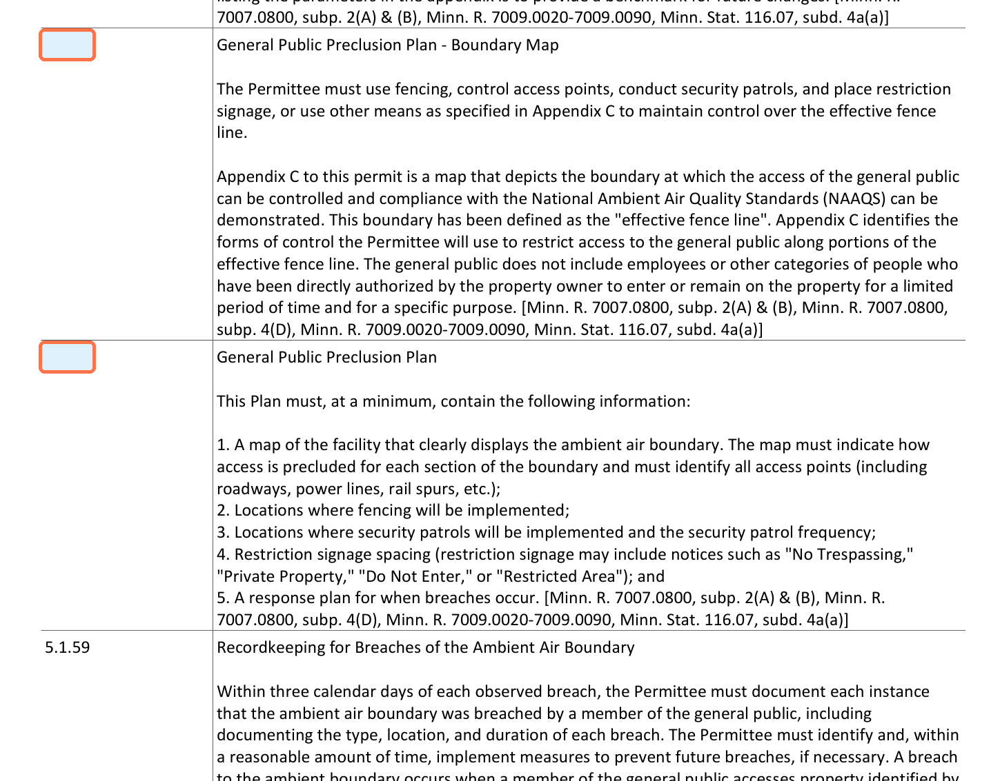 listing the parameters in the appendix is to provide a benchmark for future changes. [Minn. R.
7007.0800, subp. 2(A) & (B), Minn. R. 7009.0020-7009.0090, Minn. Stat. 116.07, subd. 4a(a)]
General Public Preclusion Plan - Boundary Map
The Permittee must use fencing, control access points, conduct security patrols, and place restriction
signage, or use other means as specified in Appendix C to maintain control over the effective fence
line.
Appendix C to this permit is a map that depicts the boundary at which the access of the general public
can be controlled and compliance with the National Ambient Air Quality Standards (NAAQS) can be
demonstrated. This boundary has been defined as the "effective fence line". Appendix C identifies the
forms of control the Permittee will use to restrict access to the general public along portions of the
effective fence line. The general public does not include employees or other categories of people who
have been directly authorized by the property owner to enter or remain on the property for a limited
period of time and for a specific purpose. [Minn. R. 7007.0800, subp. 2(A) & (B), Minn. R. 7007.0800,
subp. 4(D), Minn. R. 7009.0020-7009.0090, Minn. Stat. 116.07, subd. 4a(a)]
General Public Preclusion Plan
This Plan must, at a minimum, contain the following information:
1. A map of the facility that clearly displays the ambient air boundary. The map must indicate how
access is precluded for each section of the boundary and must identify all access points (including
roadways, power lines, rail spurs, etc.);
2. Locations where fencing will be implemented;
3. Locations where security patrols will be implemented and the security patrol frequency;
4. Restriction signage spacing (restriction signage may include notices such as "No Trespassing,"
"Private Property," "Do Not Enter," or "Restricted Area"); and
5. A response plan for when breaches occur. [Minn. R. 7007.0800, subp. 2(A) & (B), Minn. R.
7007.0800, subp. 4(D), Minn. R. 7009.0020-7009.0090, Minn. Stat. 116.07, subd. 4a(a)]
5.1.59 Recordkeeping for Breaches of the Ambient Air Boundary
Within three calendar days of each observed breach, the Permittee must document each instance
that the ambient air boundary was breached by a member of the general public, including
documenting the type, location, and duration of each breach. The Permittee must identify and, within
a reasonable amount of time, implement measures to prevent future breaches, if necessary. A breach
to the ambient boundary occurs when a member of the general public accesses property identified by